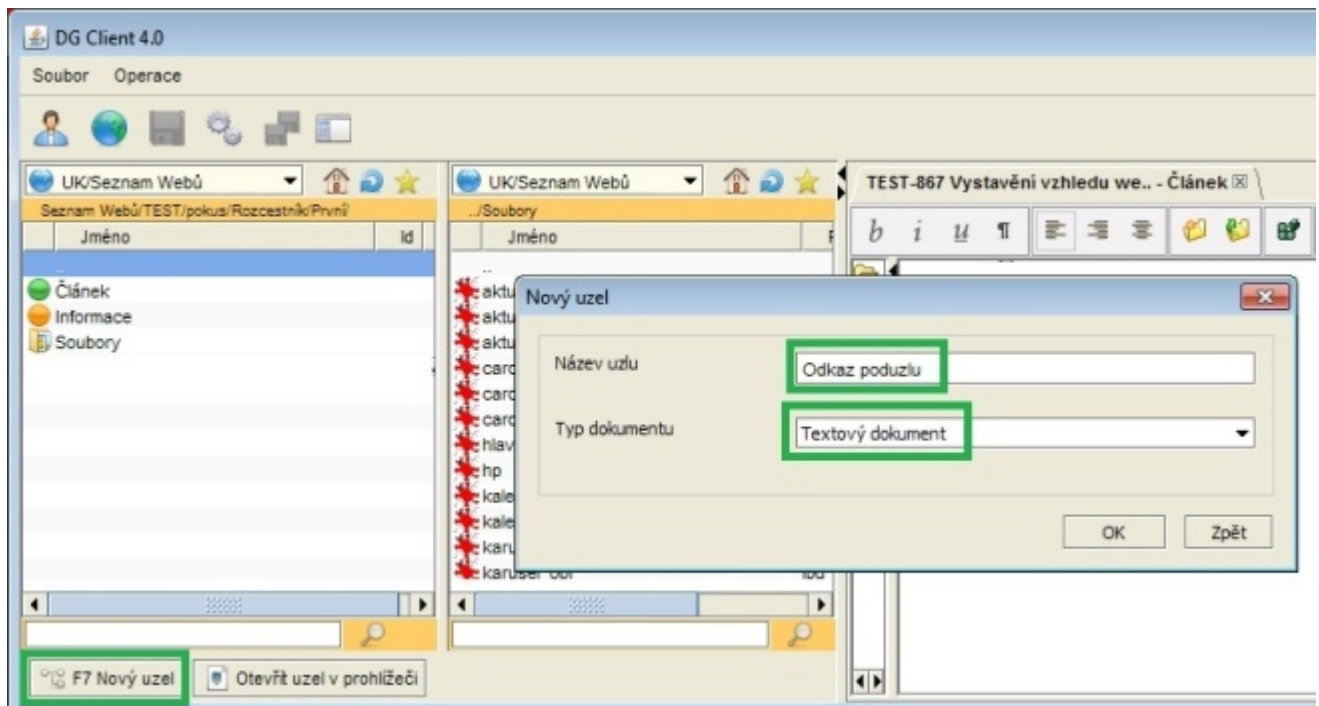 DG Client 4.0
Soubor Operace
UK/Seznam Webů
Seznam Webů/TEST/pokus/Rozcestník/První/
Jméno Id
..
Článek
Informace
Soubory
F7 Nový uzel
Otevřít uzel v prohlížeči
UK/Seznam Webů
../Soubory
Jméno
..
aktu
aktu
aktu
card
card
card
hlav
hp
kale
kale
karu
TEST-867 Vystavění vzhledu we.. - Článek
b i u ¶
Nový uzel
Název uzlu
Odkaz poduzlu
Typ dokumentu
Textový dokument
OK
Zpět